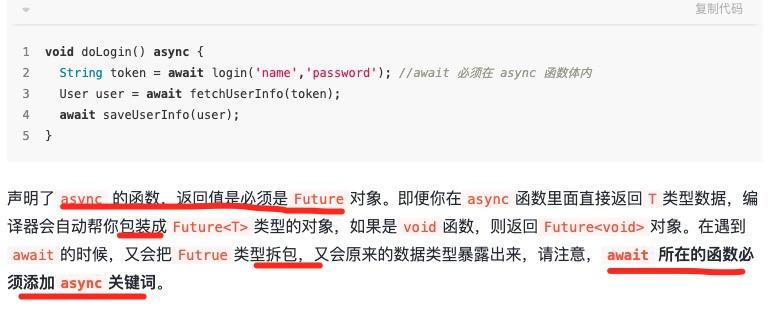 复制代码
1 void doLogin() async {
2 String token = await login('name','password'); //await 必须在 async 函数体内
3 User user = await fetchUserInfo(token);
4 await saveUserInfo(user);
5 }
声明了 async 的函数，返回值是必须是 Future 对象。即便你在 async 函数里面直接返回 T 类型数据，编
译器会自动帮你包装成 Future<T> 类型的对象，如果是 void 函数，则返回 Future<void> 对象。在遇到
await 的时候，又会把 Futrue 类型拆包，又会原来的数据类型暴露出来，请注意， await 所在的函数必
须添加 async 关键词。